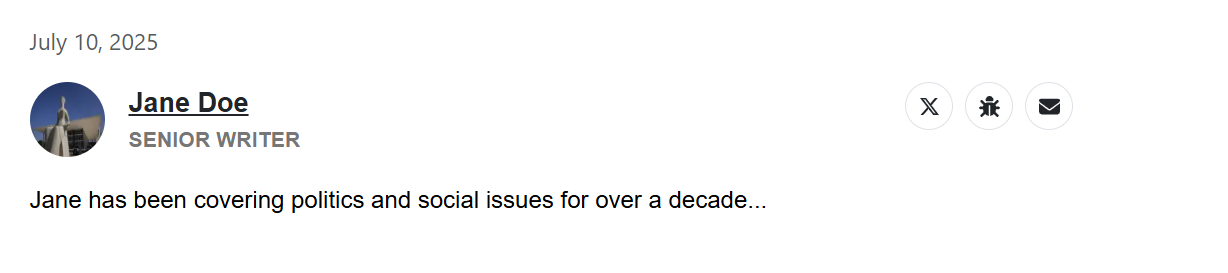 July 10, 2025
Jane Doe
SENIOR WRITER
Jane has been covering politics and social issues for over a decade...